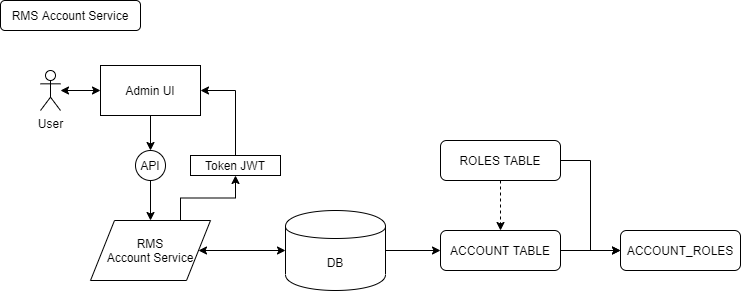 RMS Account Service
Admin UI
User
API
Token JWT
ROLES TABLE
RMS
Account Service
DB
ACCOUNT TABLE
ACCOUNT_ROLES